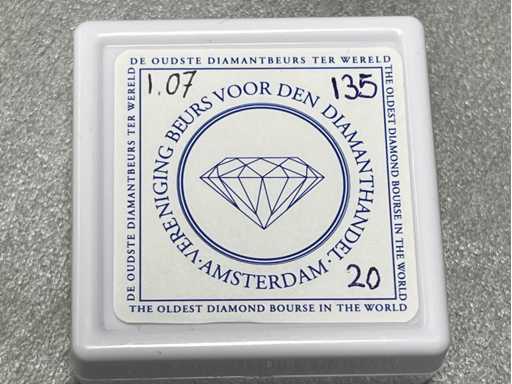 DE OUDSTE DIAMANTBEURS TER WERELD
1.07
135
VERENIGING BEURS VOOR DEN DIAMANTHANDEL
·AMSTERDAM·
20
DE OUDSTE DIAMANTBEURS TER WERELD
THE OLDEST DIAMOND BOURSE IN THE WORLD
THE OLDEST DIAMOND BOURSE IN THE WORLD